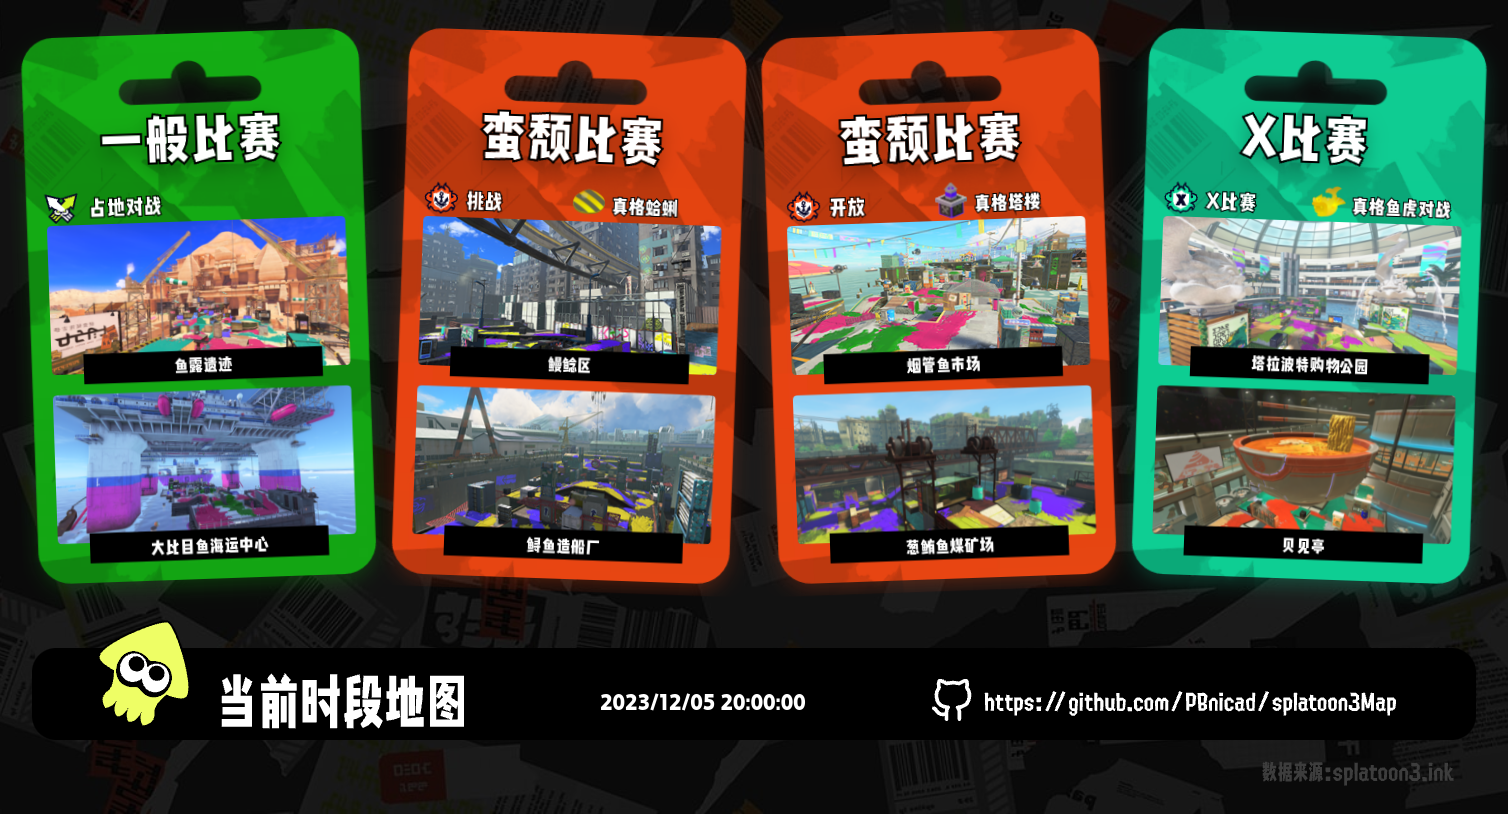 一般比赛
占地对战
鱼露遗迹
大比目鱼海运中心
蛮颓比赛
挑战
真格蛤蜊
鳗鲶区
鲟鱼造船厂
蛮颓比赛
开放
真格塔楼
烟管鱼市场
葱鲔鱼煤矿场
X比赛
X比赛
真格鱼虎对战
塔拉波特购物公园
贝见亭
当前时段地图
2023/12/05 20:00:00
https://github.com/PBnicad/splatoon3Map
数据来源:splatoon3.ink